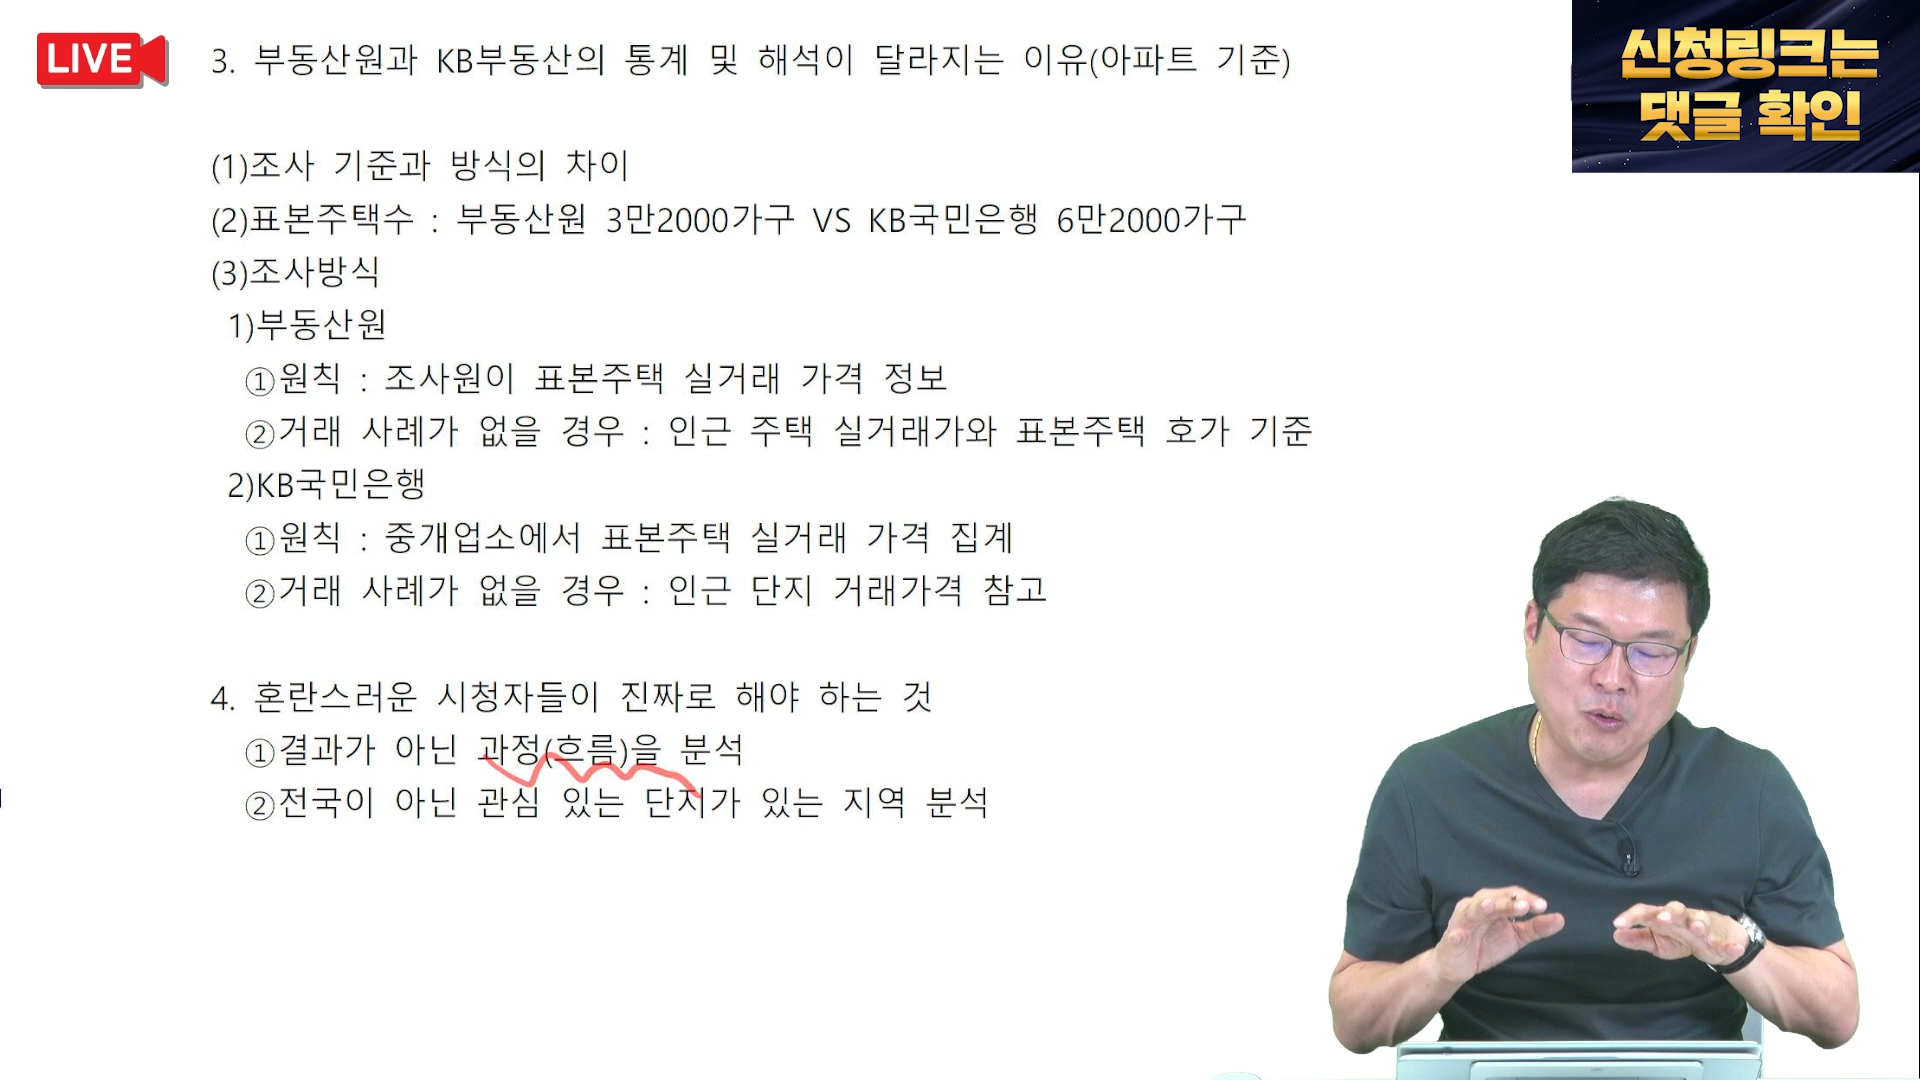 LIVE
신청링크는
댓글 확인
3. 부동산원과 KB부동산의 통계 및 해석이 달라지는 이유(아파트 기준)
(1)조사 기준과 방식의 차이
(2)표본주택수 : 부동산원 3만2000가구 VS KB국민은행 6만2000가구
(3)조사방식
1)부동산원
①원칙 : 조사원이 표본주택 실거래 가격 정보
②거래 사례가 없을 경우 : 인근 주택 실거래가와 표본주택 호가 기준
2)KB국민은행
①원칙 : 중개업소에서 표본주택 실거래 가격 집계
②거래 사례가 없을 경우 : 인근 단지 거래가격 참고
4. 혼란스러운 시청자들이 진짜로 해야 하는 것
①결과가 아닌 과정(흐름)을 분석
②전국이 아닌 관심 있는 단지가 있는 지역 분석